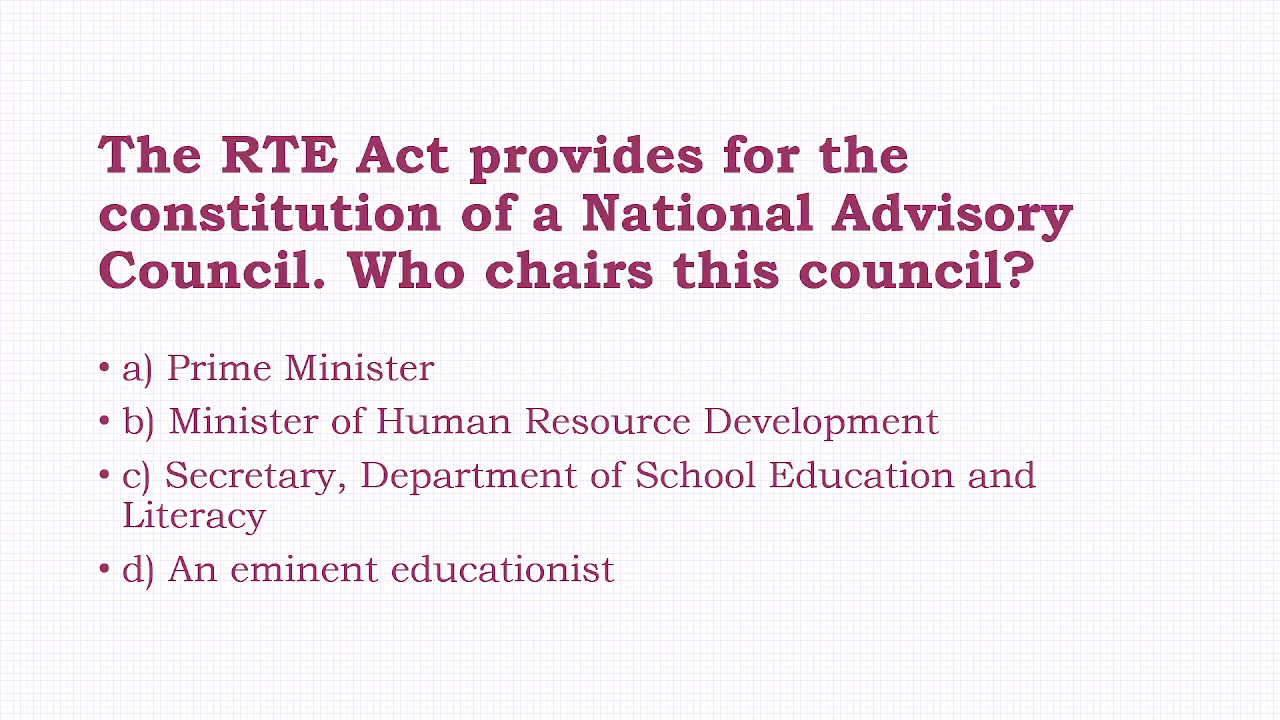 The RTE Act provides for the
constitution of a National Advisory
Council. Who chairs this council?
• a) Prime Minister
• b) Minister of Human Resource Development
• c) Secretary, Department of School Education and
Literacy
• d) An eminent educationist